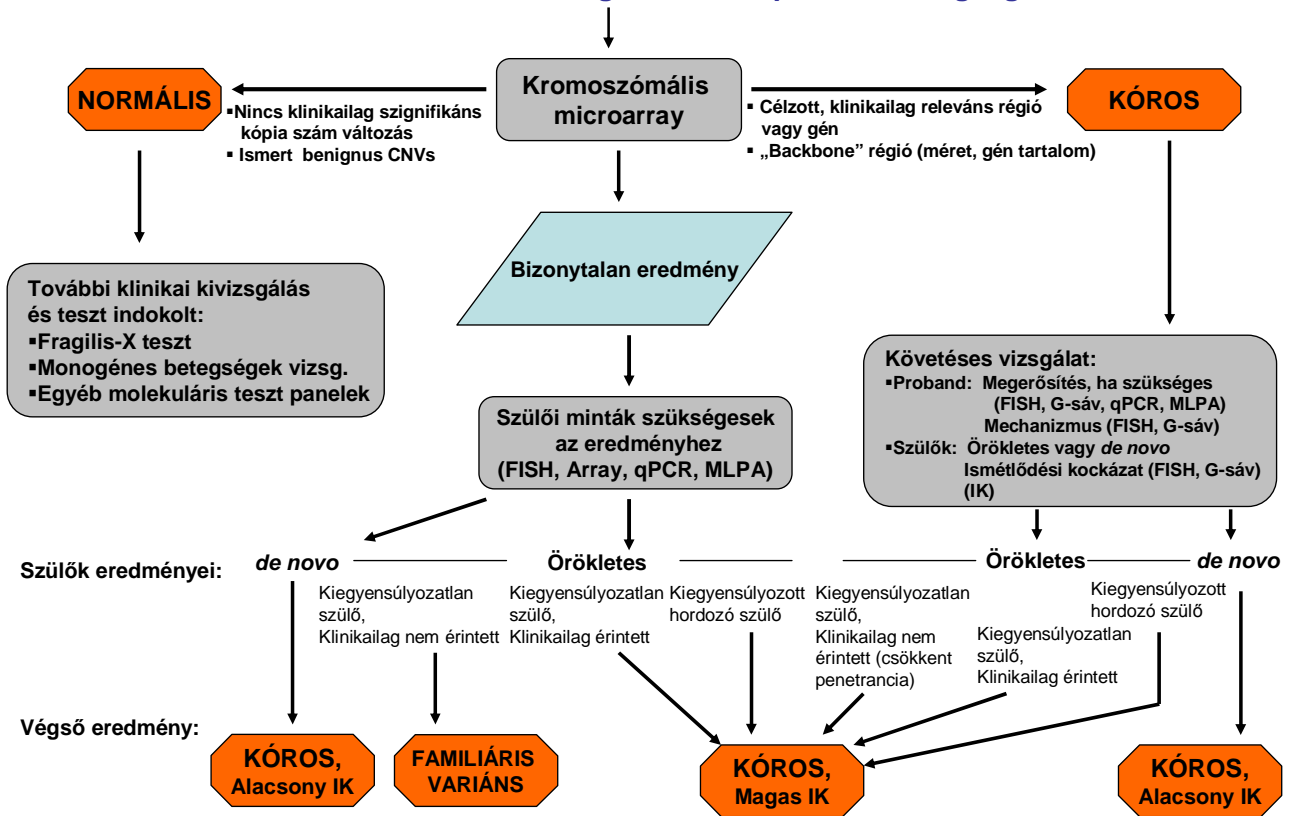 NORMÁLIS
▪Nincs klinikailag szignifikáns
kópia szám változás
▪ Ismert benignus CNVs
Kromoszómális
microarray
▪ Célzott, klinikailag releváns régió
vagy gén
▪ „Backbone” régió (méret, gén tartalom)
KÓROS
További klinikai kivizsgálás
és teszt indokolt:
▪Fragilis-X teszt
▪Monogénes betegségek vizsg.
▪Egyéb molekuláris teszt panelek
Bizonytalan eredmény
Szülői minták szükségesek
az eredményhez
(FISH, Array, qPCR, MLPA)
Követéses vizsgálat:
▪Proband: Megerősítés, ha szükséges
(FISH, G-sáv, qPCR, MLPA)
Mechanizmus (FISH, G-sáv)
▪Szülők: Örökletes vagy de novo
Ismétlődési kockázat (FISH, G-sáv)
(IK)
Szülők eredményei:
de novo
Örökletes
Örökletes
de novo
Kiegyensúlyozatlan
szülő,
Klinikailag nem érintett
Kiegyensúlyozatlan
szülő,
Klinikailag érintett
Kiegyensúlyozott
hordozó szülő
Kiegyensúlyozatlan
szülő,
Klinikailag nem
érintett (csökkent
penetrancia)
Kiegyensúlyozatlan
szülő,
Klinikailag érintett
Kiegyensúlyozott
hordozó szülő
Végső eredmény:
KÓROS,
Alacsony IK
FAMILIÁRIS
VARIÁNS
KÓROS,
Magas IK
KÓROS,
Alacsony IK